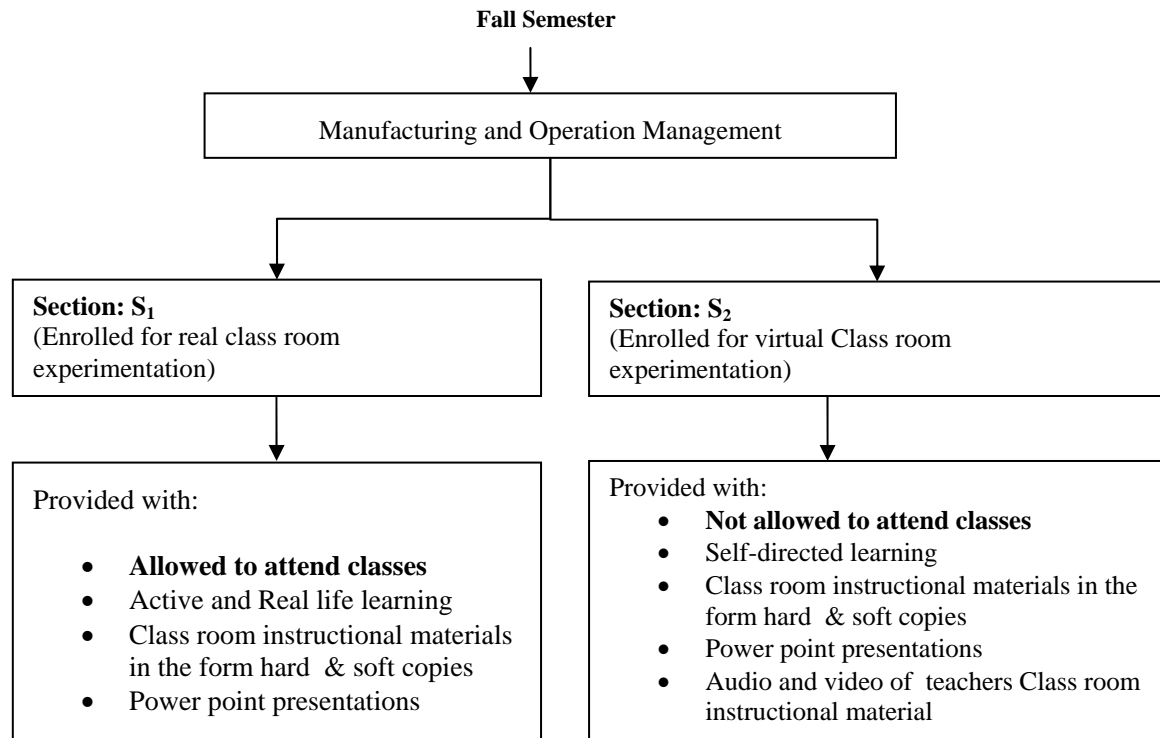 Fall Semester
Manufacturing and Operation Management
Section: S₁
(Enrolled for real class room
experimentation)
Section: S₂
(Enrolled for virtual Class room
experimentation)
Provided with:
• Allowed to attend classes
• Active and Real life learning
• Class room instructional materials
in the form hard & soft copies
• Power point presentations
Provided with:
• Not allowed to attend classes
• Self-directed learning
• Class room instructional materials in the
form hard & soft copies
• Power point presentations
• Audio and video of teachers Class room
instructional material